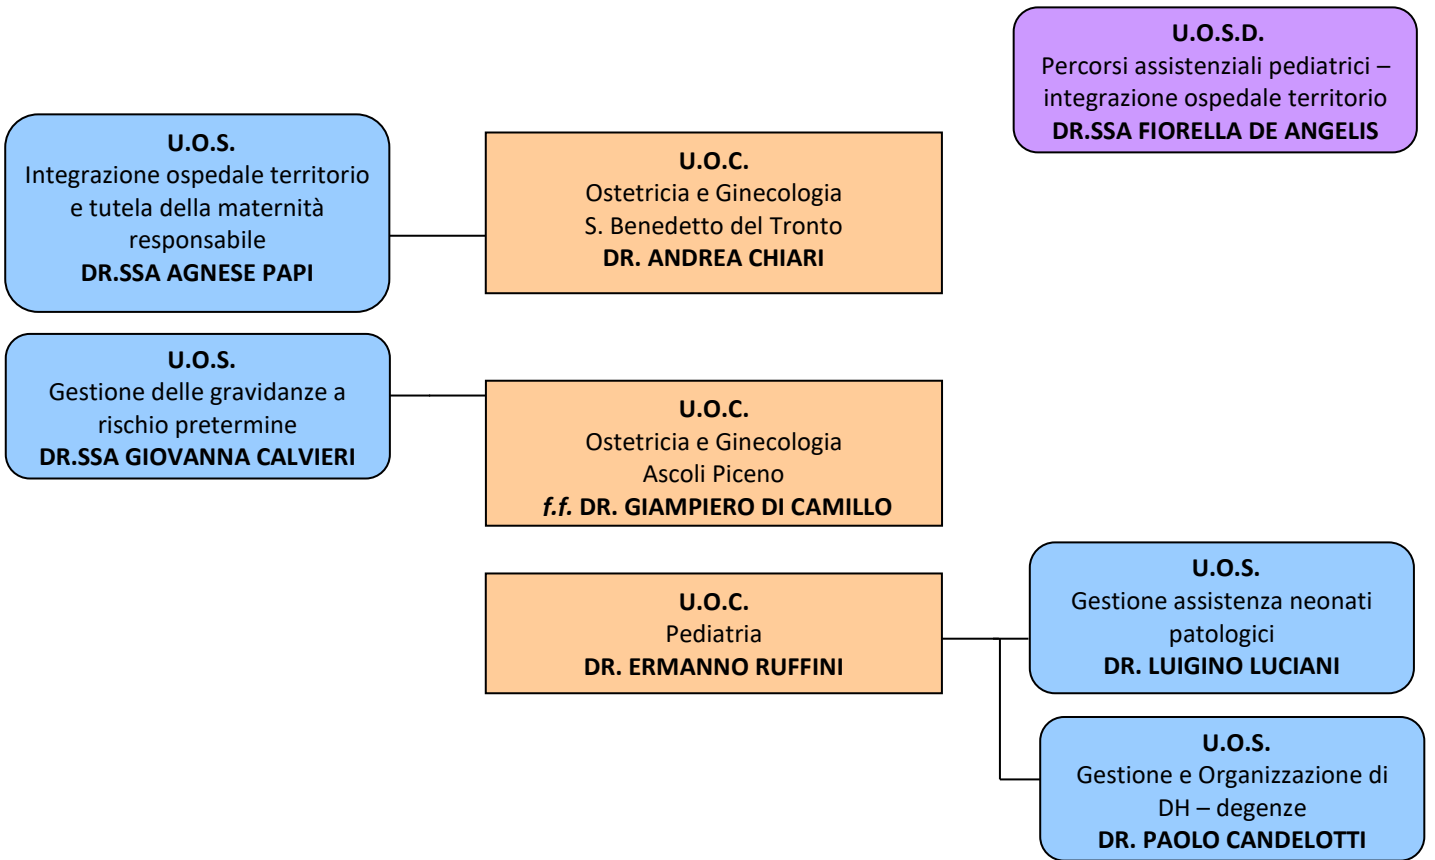 U.O.S.D.
Percorsi assistenziali pediatrici –
integrazione ospedale territorio
DR.SSA FIORELLA DE ANGELIS
U.O.S.
Integrazione ospedale territorio
e tutela della maternità
responsabile
DR.SSA AGNESE PAPI
U.O.C.
Ostetricia e Ginecologia
S. Benedetto del Tronto
DR. ANDREA CHIARI
U.O.S.
Gestione delle gravidanze a
rischio pretermine
DR.SSA GIOVANNA CALVIERI
U.O.C.
Ostetricia e Ginecologia
Ascoli Piceno
f.f. DR. GIAMPIERO DI CAMILLO
U.O.C.
Pediatria
DR. ERMANNO RUFFINI
U.O.S.
Gestione assistenza neonati
patologici
DR. LUIGINO LUCIANI
U.O.S.
Gestione e Organizzazione di
DH – degenze
DR. PAOLO CANDELOTTI